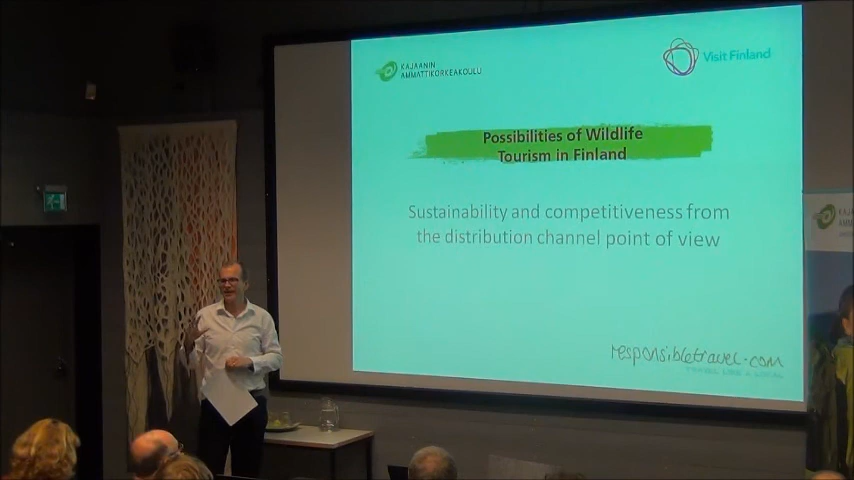 KAJAANIN
AMMATTIKORKEAKOULU
Visit Finland
Possibilities of Wildlife
Tourism in Finland
Sustainability and competitiveness from
the distribution channel point of view
responsibletravel.com